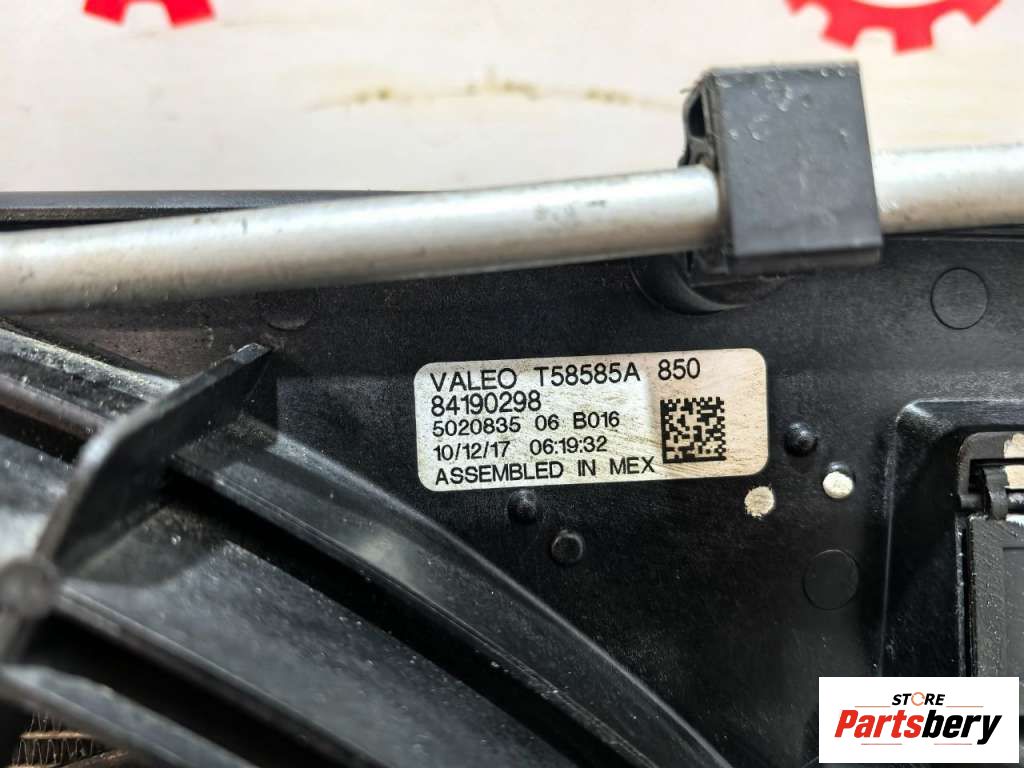 VALEO T58585A 850
84190298
5020835 06 B016
10/12/17 06:19:32
ASSEMBLED IN MEX
STORE
Partsbery